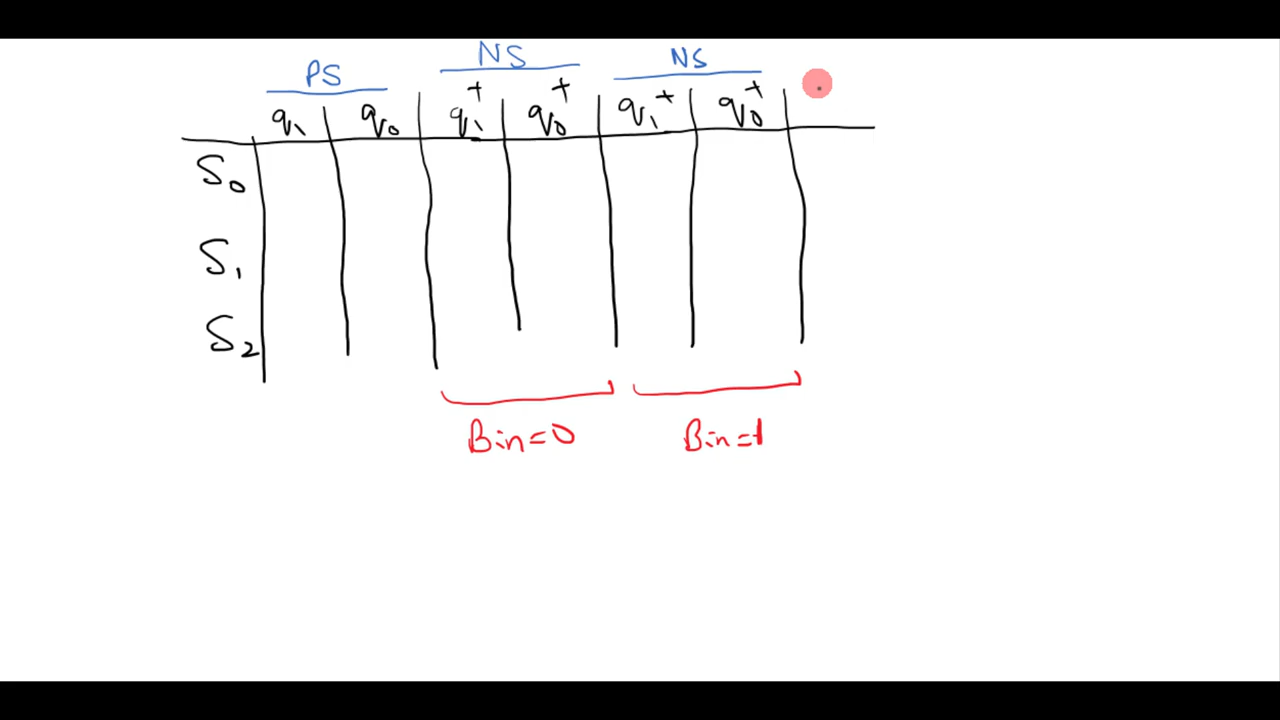 PS NS NS
q₁ q₀ q₁⁺ q₀⁺ q₁⁺ q₀⁺
S₀
S₁
S₂
Bin=0 Bin=1